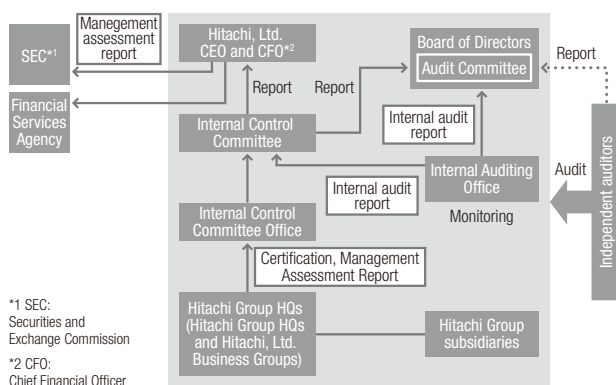 Manegement
assessment
report
SEC*1
Financial
Services
Agency
Hitachi, Ltd.
CEO and CFO*2
Report
Report
Internal Control
Committee
Board of Directors
Audit Committee
Report
Internal audit
report
Internal audit
report
Internal Auditing
Office
Monitoring
Audit
Independent auditors
Internal Control
Committee Office
Certification, Management
Assessment Report
Hitachi Group HQs
(Hitachi Group HQs
and Hitachi, Ltd.
Business Groups)
Hitachi Group
subsidiaries
*1 SEC:
Securities and
Exchange Commission
*2 CFO:
Chief Financial Officer